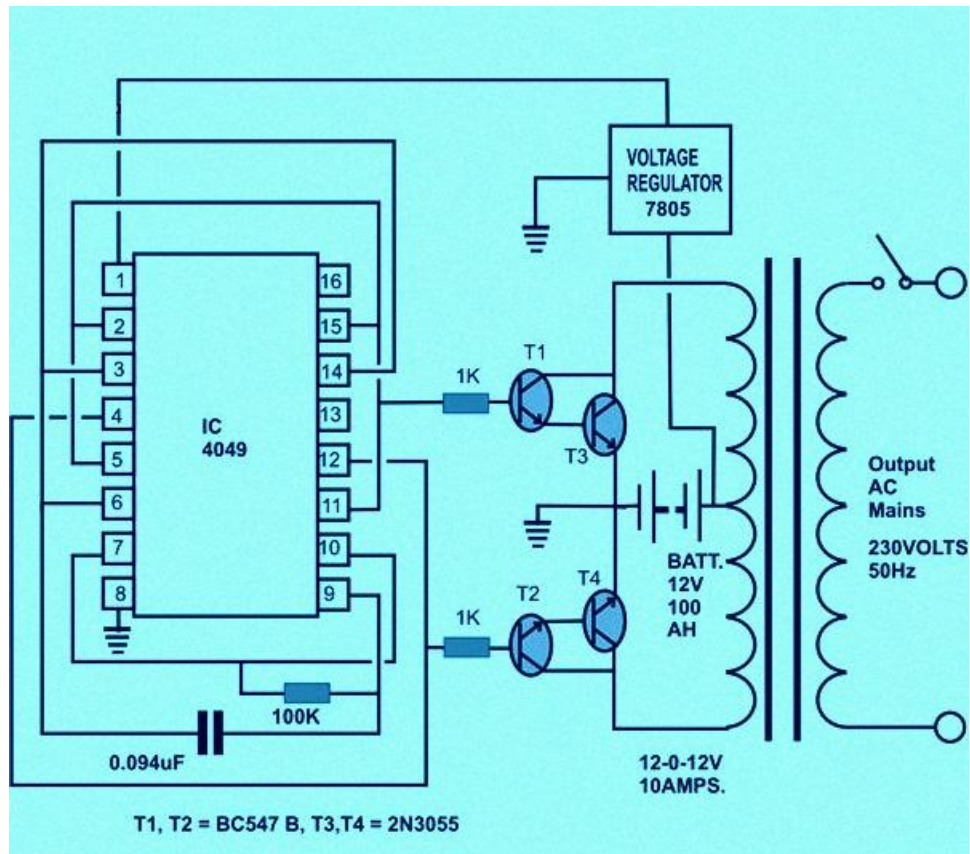 VOLTAGE
REGULATOR
7805
1
2
3
4
5
6
7
8
IC
4049
16
15
14
13
12
11
10
9
1K
T1
T3
1K
T2
T4
BATT.
12V
100
AH
Output
AC
Mains
230VOLTS
50Hz
100K
0.094uF
12-0-12V
10AMPS.
T1, T2 = BC547 B, T3,T4 = 2N3055